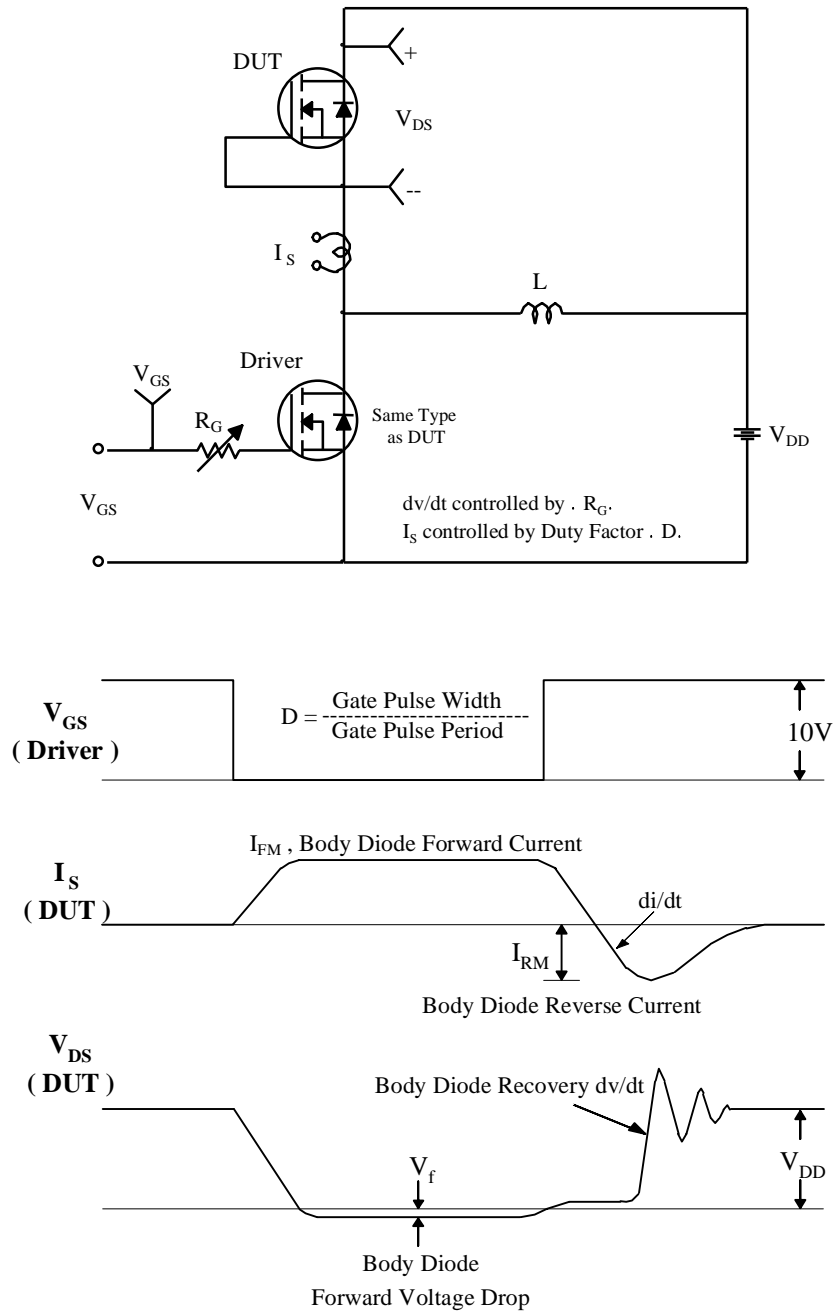 +
DUT
V_DS
--
I_S
L
Driver
V_GS
R_G
Same Type
as DUT
V_DD
V_GS
dv/dt controlled by . R_G.
I_S controlled by Duty Factor . D.
V_GS
( Driver )
D = Gate Pulse Width
--------------------------
Gate Pulse Period
10V
I_FM , Body Diode Forward Current
I_S
( DUT )
di/dt
I_RM
Body Diode Reverse Current
V_DS
( DUT )
Body Diode Recovery dv/dt
V_f
V_DD
Body Diode
Forward Voltage Drop